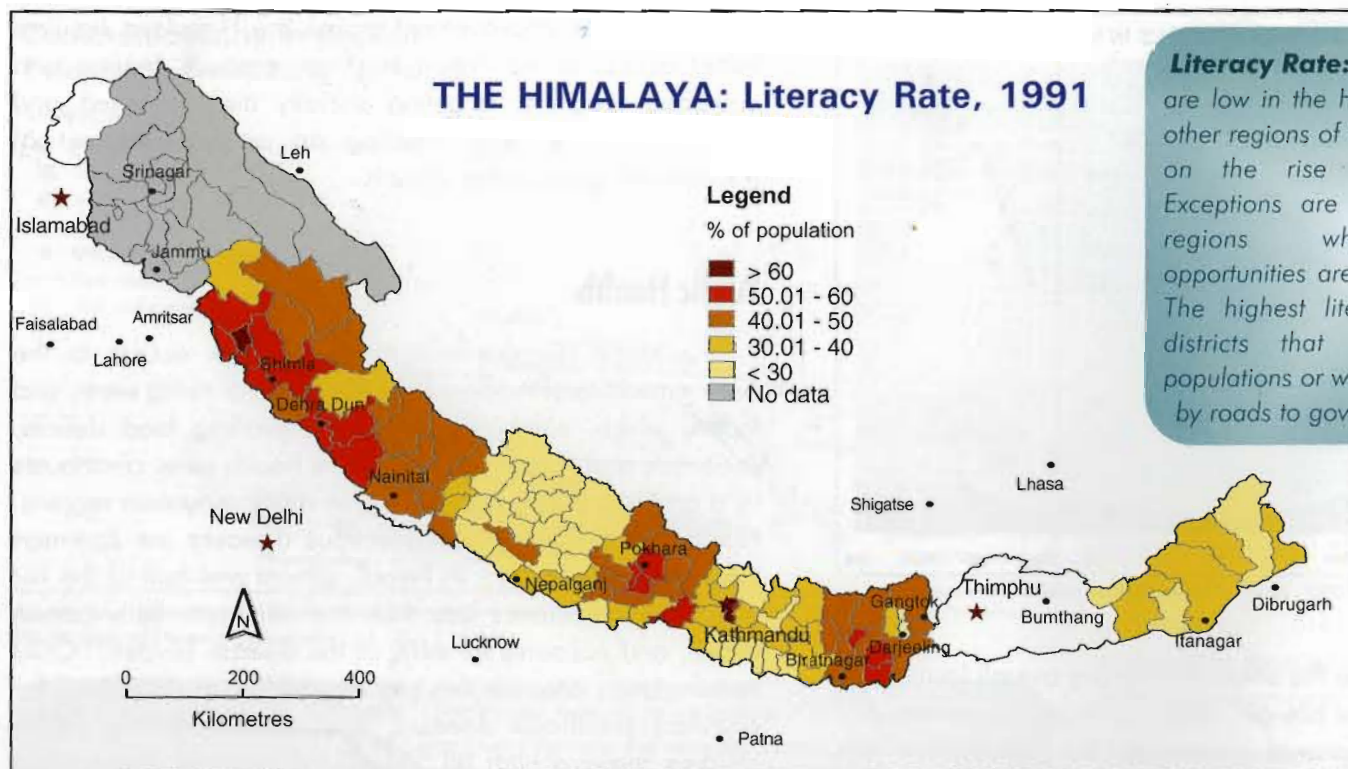 THE HIMALAYA: Literacy Rate, 1991
Literacy Rate:
are low in the H
other regions of
on the rise
Exceptions are
regions wh
opportunities are
The highest lite
districts that
populations or w
by roads to gov
Legend
% of population
> 60
50.01 - 60
40.01 - 50
30.01 - 40
< 30
No data
Leh
Srinagar
Islamabad
Jammu
Faisalabad
Amritsar
Lahore
Shimla
Dehra Dun
Nainital
New Delhi
Lhasa
Shigatse
Pokhara
Nepalganj
Thimphu
Gangtok
Bumthang
Dibrugarh
Itanagar
Kathmandu
Darjeeling
Biratnagar
Lucknow
Patna
N
0 200 400
Kilometres